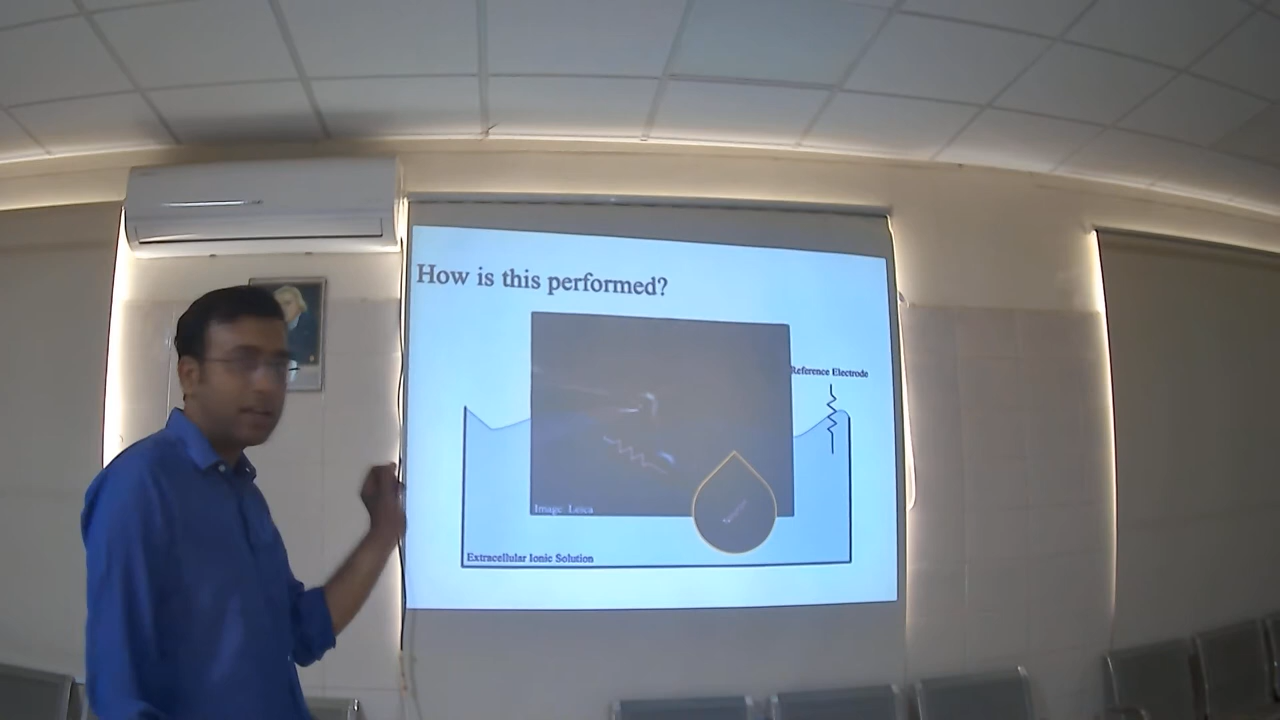 How is this performed?
Reference Electrode
Image: Leica
Extracellular Ionic Solution